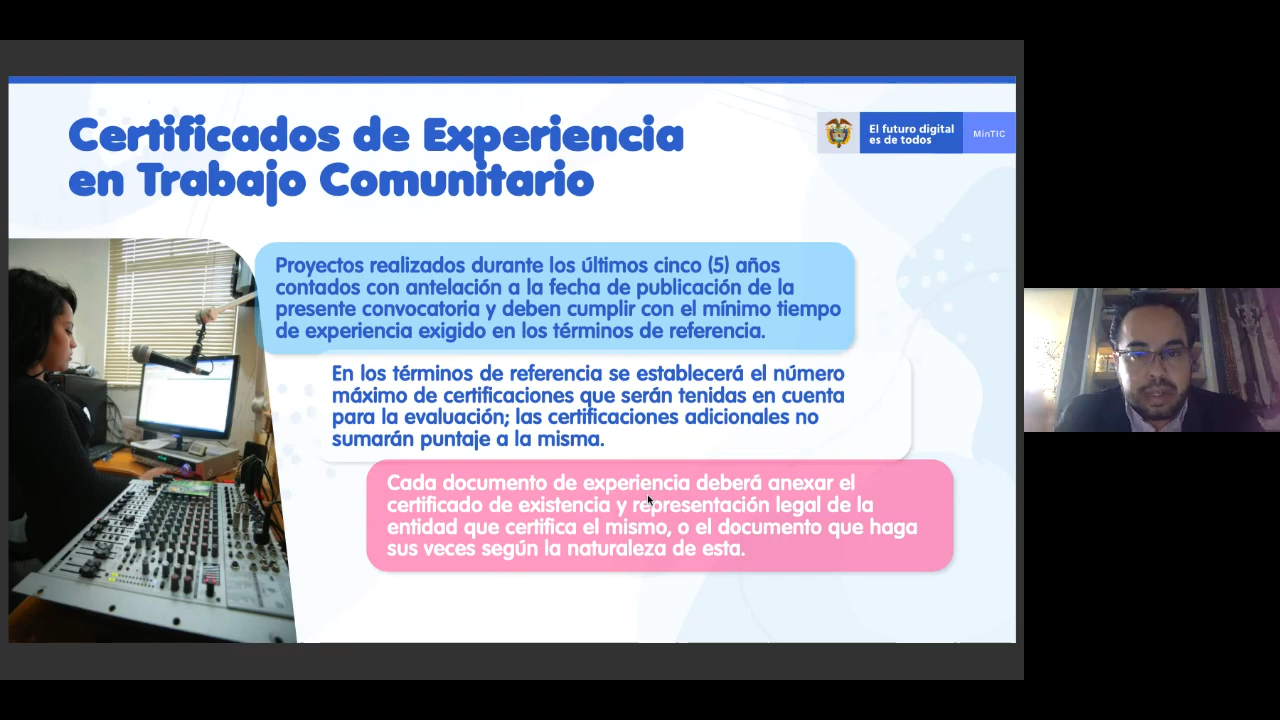 Certificados de Experiencia
en Trabajo Comunitario
El futuro digital
es de todos
MinTIC
Proyectos realizados durante los últimos cinco (5) años
contados con antelación a la fecha de publicación de la
presente convocatoria y deben cumplir con el mínimo tiempo
de experiencia exigido en los términos de referencia.
En los términos de referencia se establecerá el número
máximo de certificaciones que serán tenidas en cuenta
para la evaluación; las certificaciones adicionales no
sumarán puntaje a la misma.
Cada documento de experiencia deberá anexar el
certificado de existencia y representación legal de la
entidad que certifica el mismo, o el documento que haga
sus veces según la naturaleza de esta.